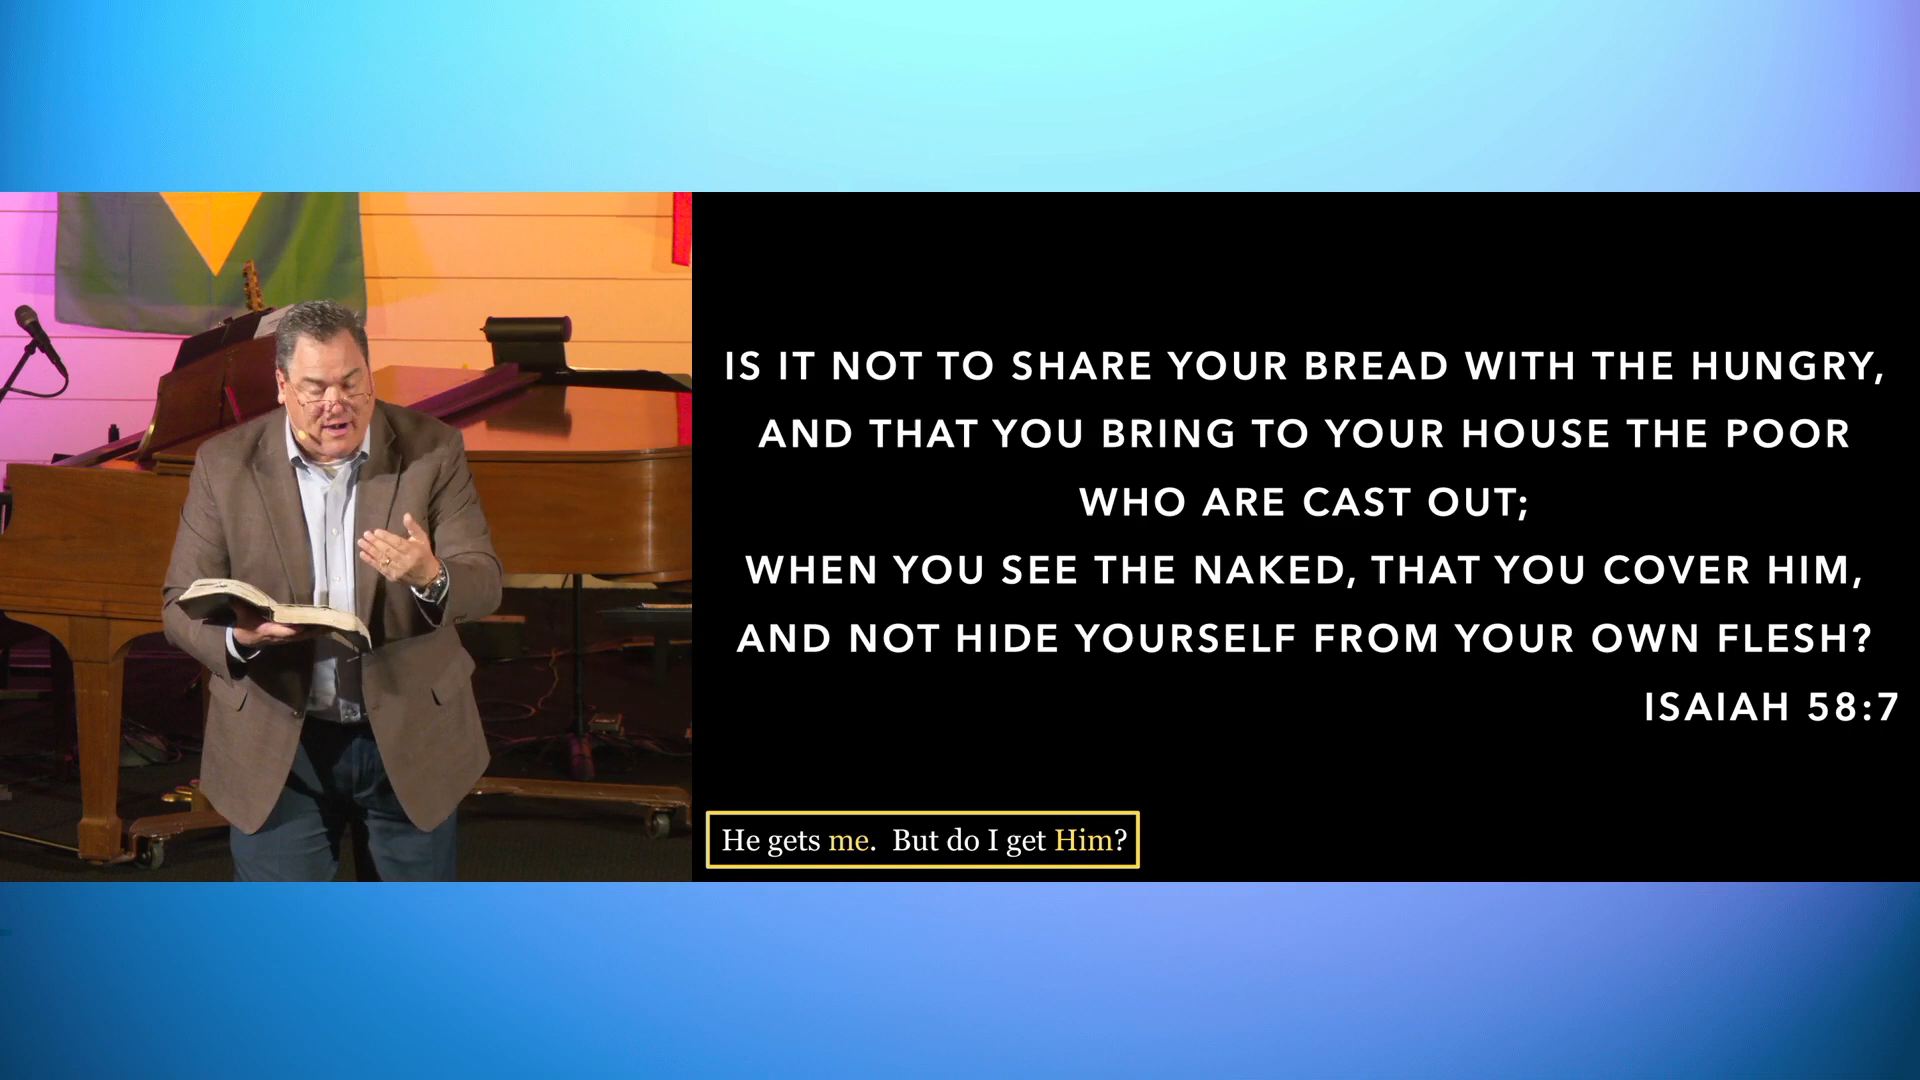 IS IT NOT TO SHARE YOUR BREAD WITH THE HUNGRY,
AND THAT YOU BRING TO YOUR HOUSE THE POOR
WHO ARE CAST OUT;
WHEN YOU SEE THE NAKED, THAT YOU COVER HIM,
AND NOT HIDE YOURSELF FROM YOUR OWN FLESH?
ISAIAH 58:7
He gets me. But do I get Him?